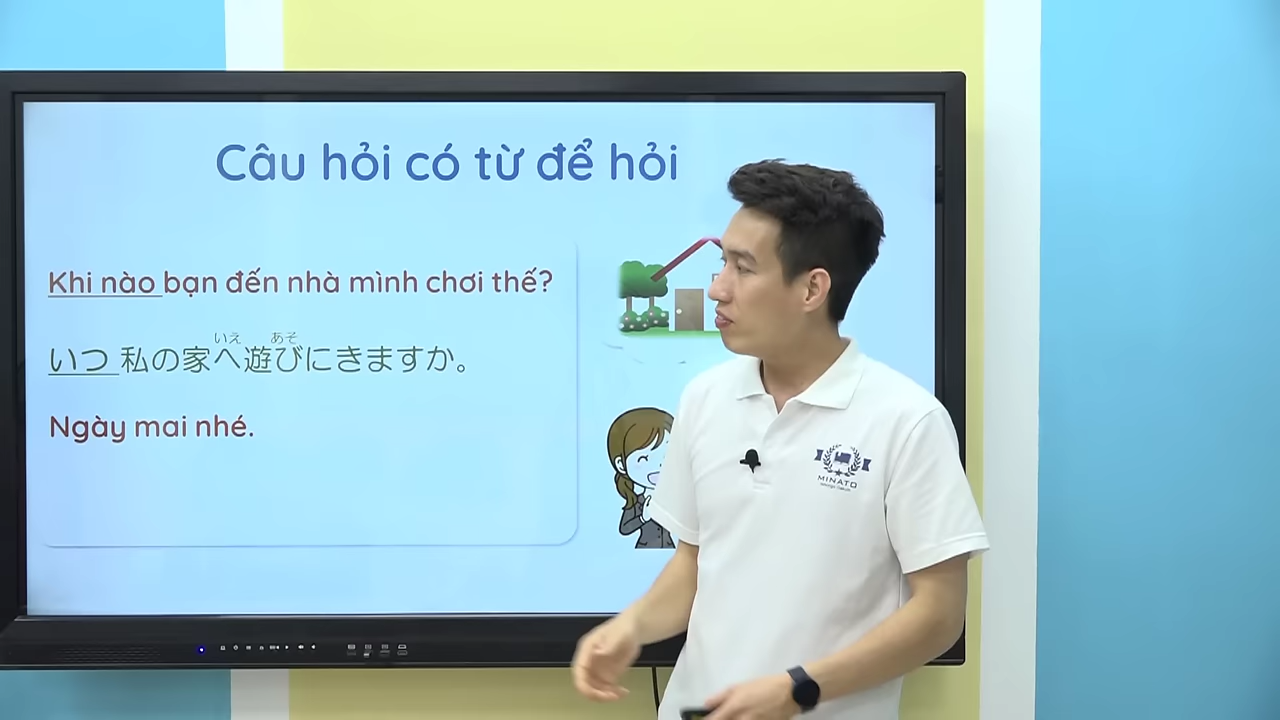 Câu hỏi có từ để hỏi
Khi nào bạn đến nhà mình chơi thế?
いえ あそ
いつ 私の家へ遊びにきますか。
Ngày mai nhé.
MINATO